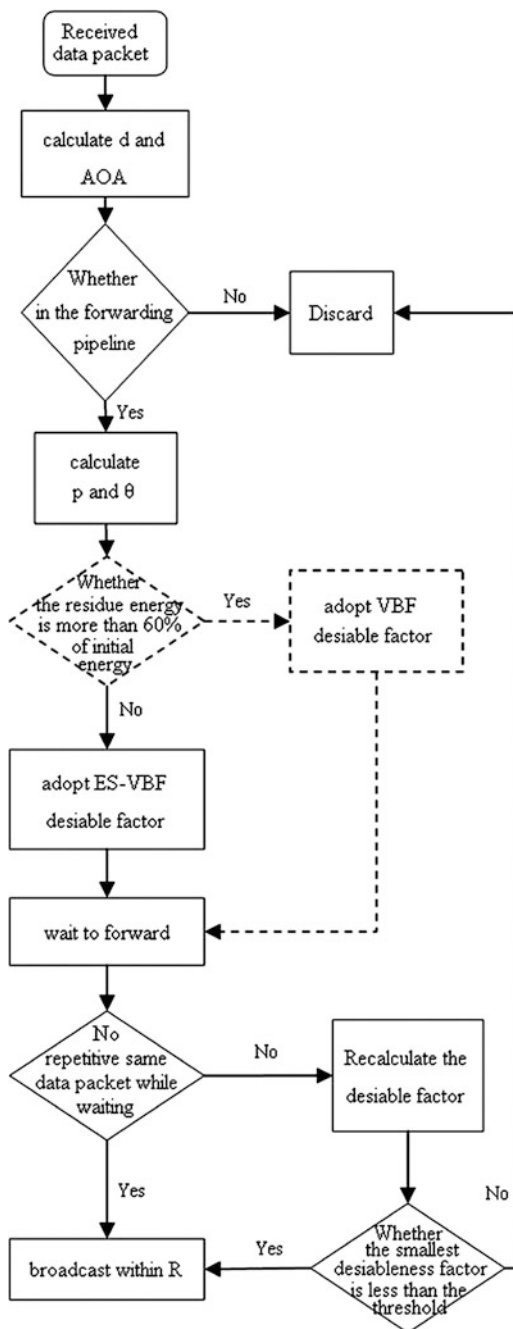 Received
data packet
calculate d and
AOA
Whether
in the forwarding
pipeline
No
Discard
Yes
calculate
p and θ
Whether
the residue energy
is more than 60%
of initial
energy
Yes
adopt VBF
desiable factor
No
adopt ES-VBF
desiable factor
wait to forward
No
repetitive same
data packet while
waiting
No
Recalculate the
desiable factor
Yes
No
broadcast within R
Yes
Whether
the smallest
desiableness factor
is less than the
threshold